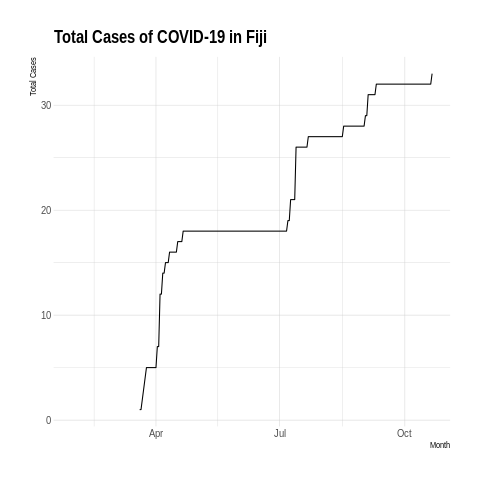 Total Cases of COVID-19 in Fiji
Total Cases
30
20
10
0
Apr Jul Oct
Month